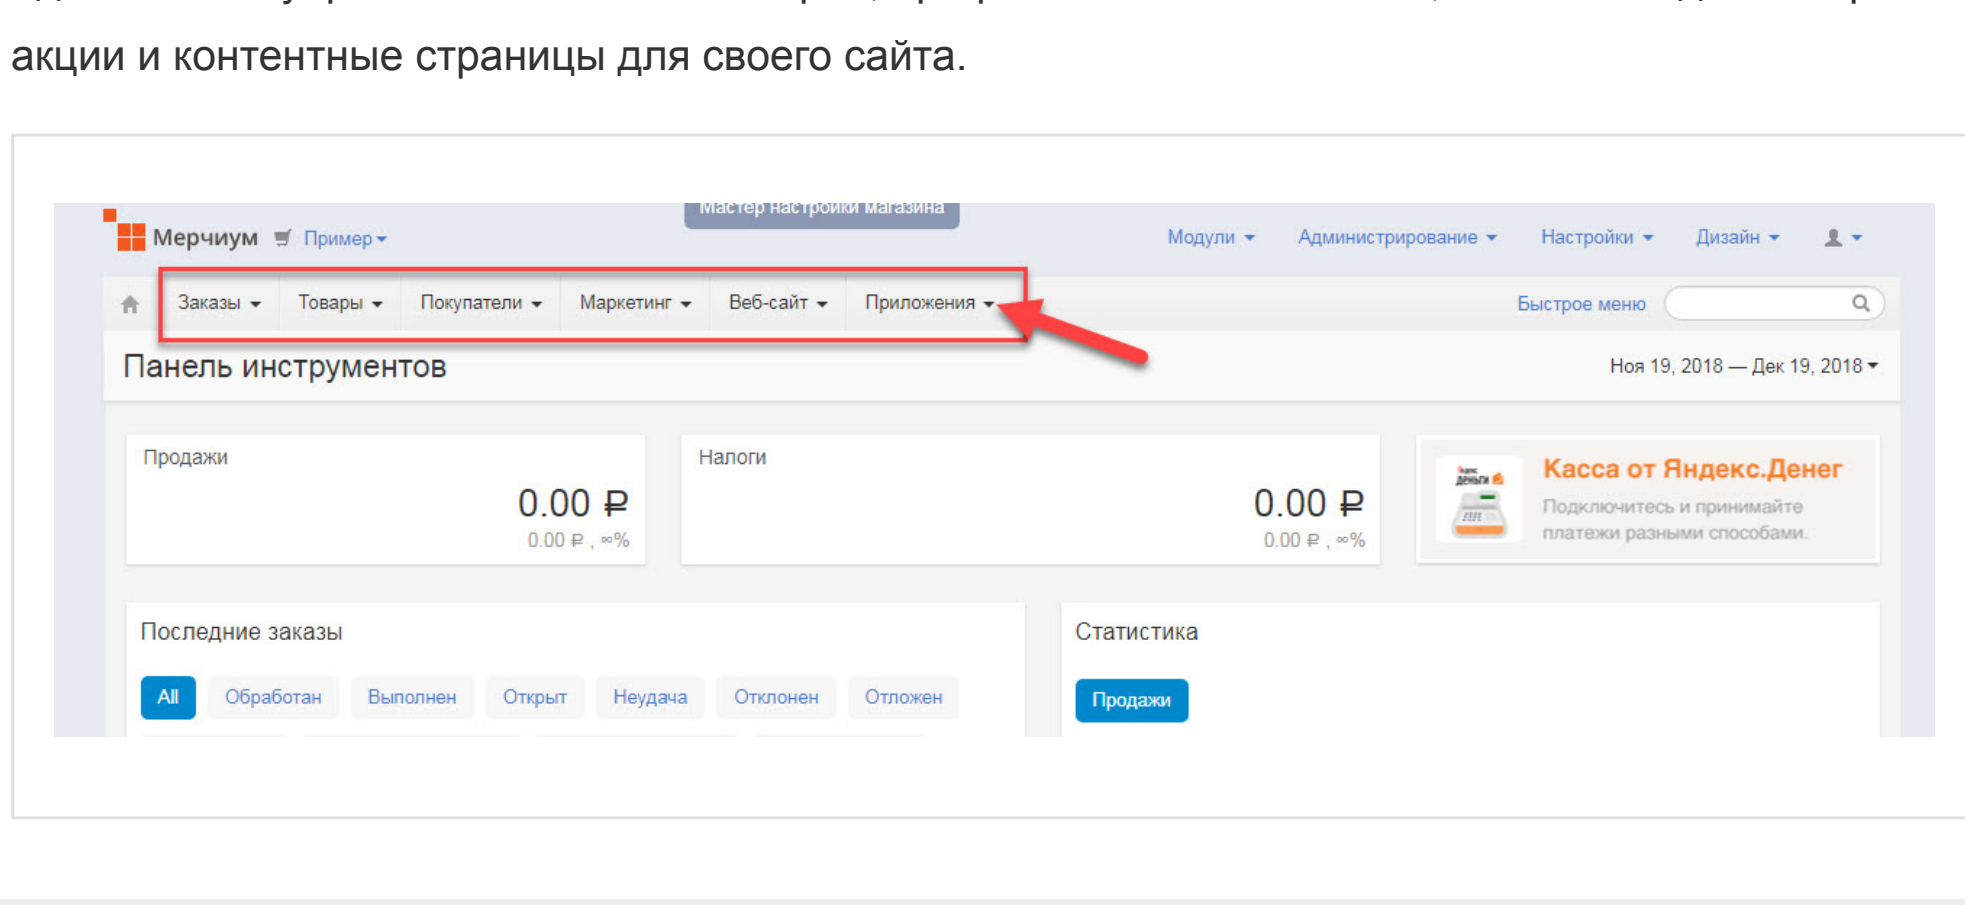 акции и контентные страницы для своего сайта.
Мастер настройки магазина
Мерчиум Пример Модули Администрирование Настройки Дизайн
Заказы Товары Покупатели Маркетинг Веб-сайт Приложения Быстрое меню
Панель инструментов Ноя 19, 2018 — Дек 19, 2018
Продажи
0.00 ₽
0.00 ₽ , ∞%
Налоги
0.00 ₽
0.00 ₽ , ∞%
Яндекс
деньги
Касса от Яндекс.Денег
Подключитесь и принимайте
платежи разными способами.
Последние заказы
All Обработан Выполнен Открыт Неудача Отклонен Отложен
Статистика
Продажи